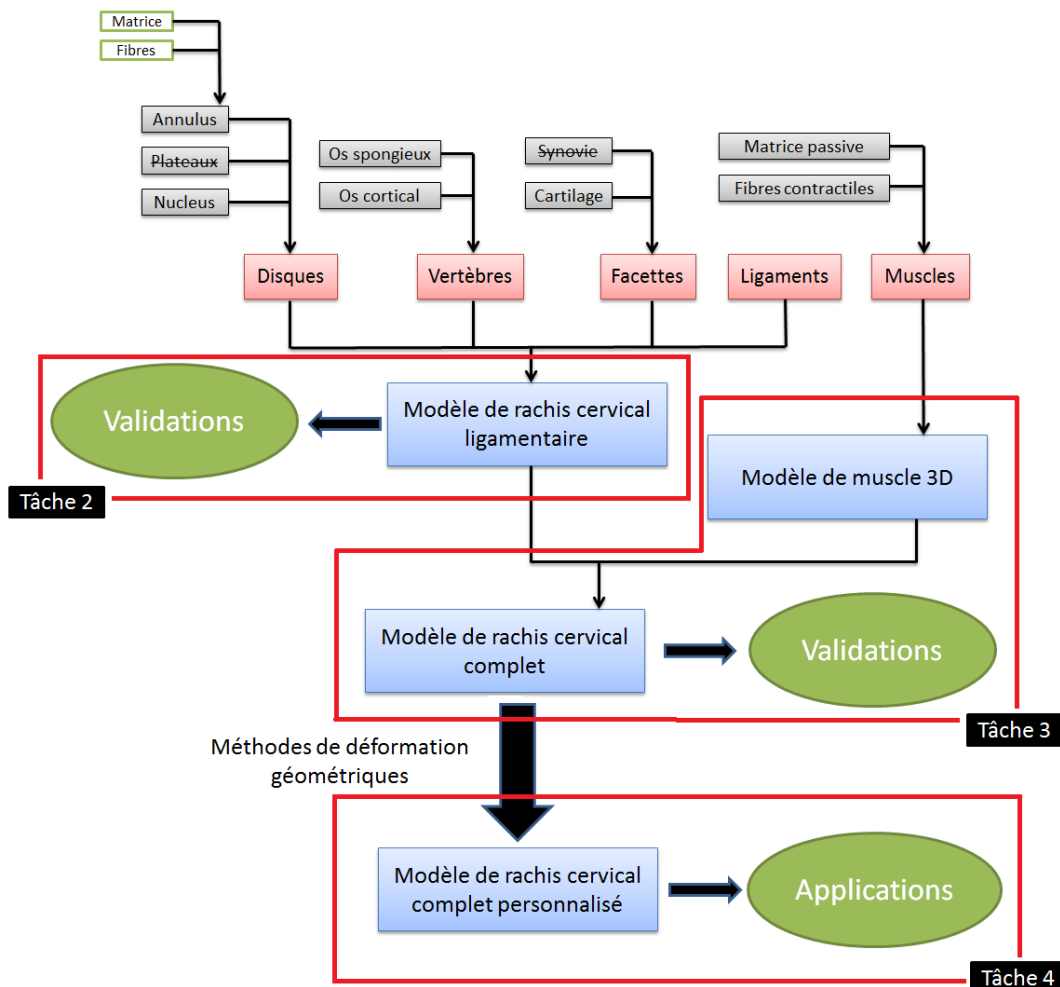 Matrice
Fibres
Annulus
Plateaux
Nucleus
Os spongieux
Os cortical
Synovie
Cartilage
Matrice passive
Fibres contractiles
Disques
Vertèbres
Facettes
Ligaments
Muscles
Validations
Modèle de rachis cervical
ligamentaire
Tâche 2
Modèle de muscle 3D
Modèle de rachis cervical
complet
Validations
Tâche 3
Méthodes de déformation
géométriques
Modèle de rachis cervical
complet personnalisé
Applications
Tâche 4